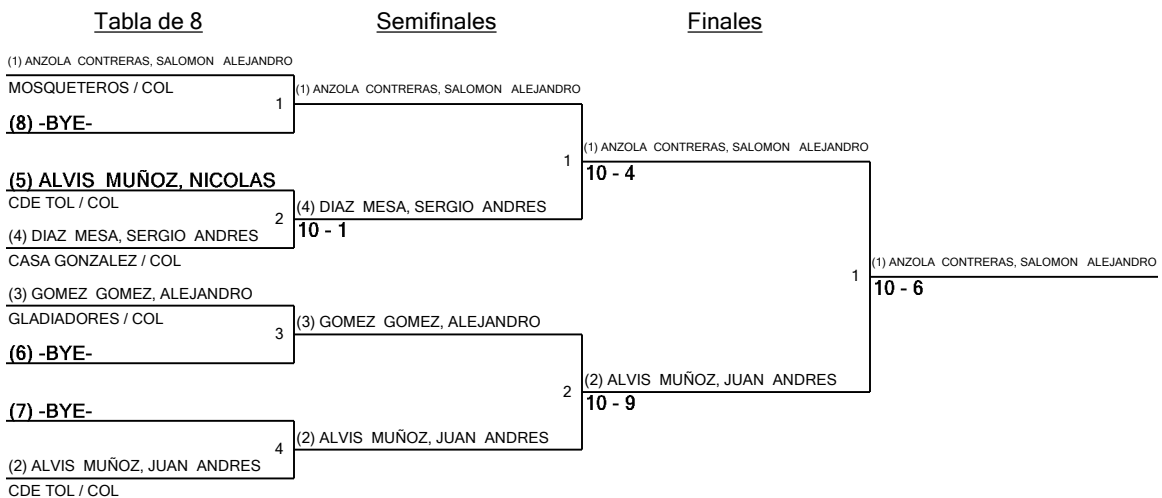 Tabla de 8
Semifinales
Finales
(1) ANZOLA CONTRERAS, SALOMON ALEJANDRO
MOSQUETEROS / COL
1
(8) -BYE-
(5) ALVIS MUÑOZ, NICOLAS
CDE TOL / COL
2
(4) DIAZ MESA, SERGIO ANDRES
CASA GONZALEZ / COL
(3) GOMEZ GOMEZ, ALEJANDRO
GLADIADORES / COL
3
(6) -BYE-
(7) -BYE-
4
(2) ALVIS MUÑOZ, JUAN ANDRES
CDE TOL / COL
(1) ANZOLA CONTRERAS, SALOMON ALEJANDRO
1
(4) DIAZ MESA, SERGIO ANDRES
10 - 1
(3) GOMEZ GOMEZ, ALEJANDRO
2
(2) ALVIS MUÑOZ, JUAN ANDRES
(1) ANZOLA CONTRERAS, SALOMON ALEJANDRO
10 - 4
1
(2) ALVIS MUÑOZ, JUAN ANDRES
10 - 9
(1) ANZOLA CONTRERAS, SALOMON ALEJANDRO
10 - 6